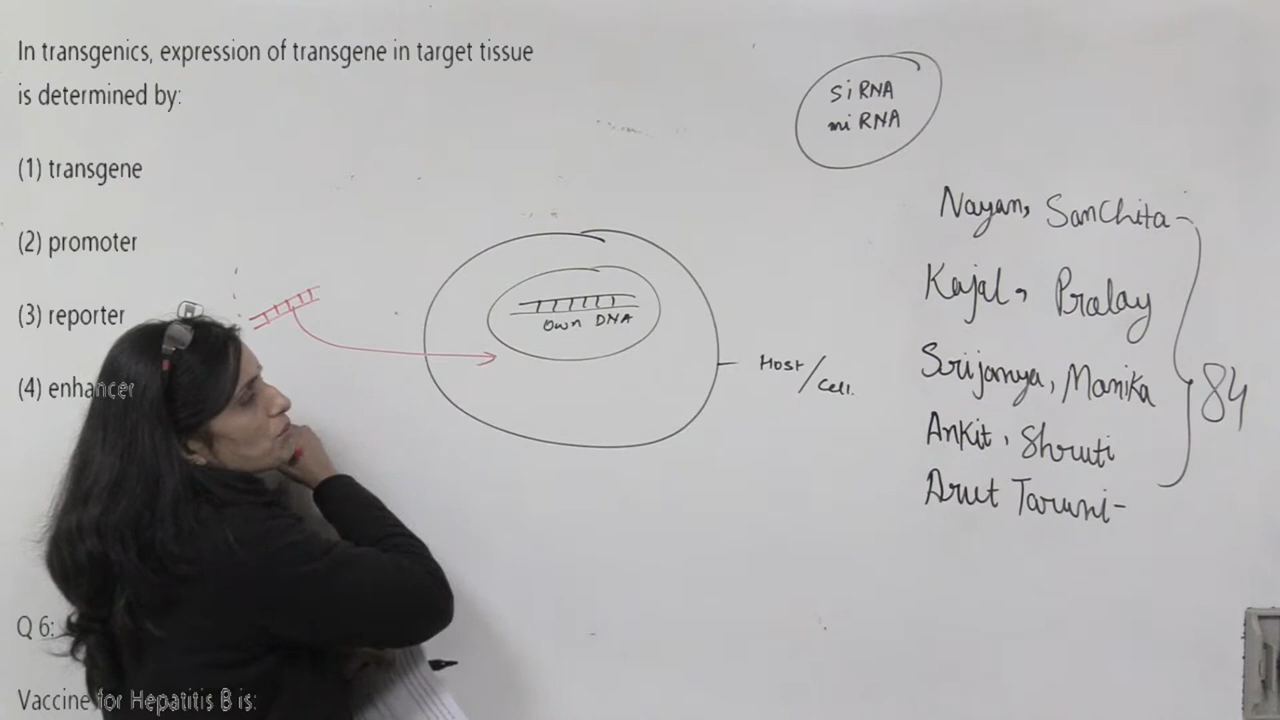 In transgenics, expression of transgene in target tissue
is determined by:
(1) transgene
(2) promoter
(3) reporter
(4) enhancer
Q 6:
Vaccine for Hepatitis B is:
SiRNA
miRNA
own DNA
Host/
Cell.
Nayan, SanChita -
Kajal, Pralay
Srijanya, Manika
Ankit, Shruti
Arut Taruni -
84